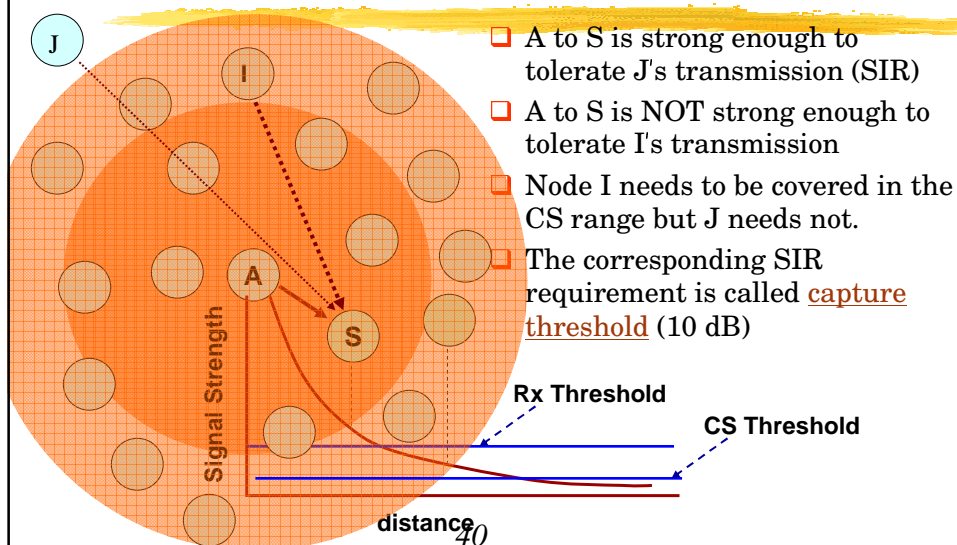 J
I
A
S
❑ A to S is strong enough to
tolerate J's transmission (SIR)
❑ A to S is NOT strong enough to
tolerate I's transmission
❑ Node I needs to be covered in the
CS range but J needs not.
❑ The corresponding SIR
requirement is called capture
threshold (10 dB)
Signal Strength
Rx Threshold
CS Threshold
distance
40